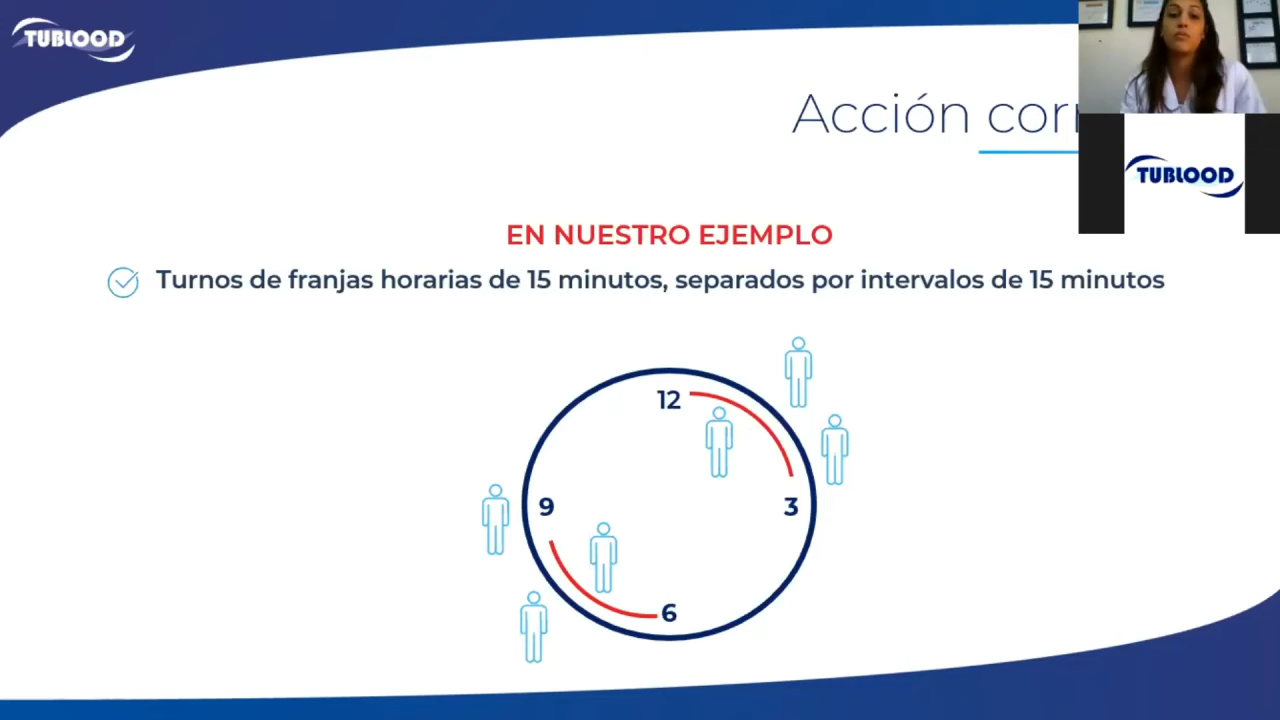 TUBLOOD
Acción
TUBLOOD
EN NUESTRO EJEMPLO
Turnos de franjas horarias de 15 minutos, separados por intervalos de 15 minutos
12
9
3
6